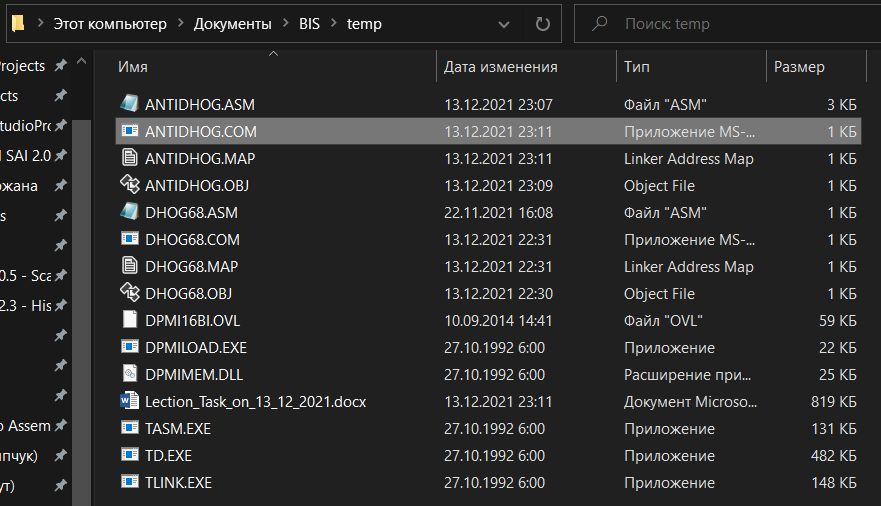 Этот компьютер > Документы > BIS > temp
Поиск: temp
Имя Дата изменения Тип Размер
ANTIDHOG.ASM 13.12.2021 23:07 Файл "ASM" 3 КБ
ANTIDHOG.COM 13.12.2021 23:11 Приложение MS-... 1 КБ
ANTIDHOG.MAP 13.12.2021 23:11 Linker Address Map 1 КБ
ANTIDHOG.OBJ 13.12.2021 23:09 Object File 1 КБ
DHOG68.ASM 22.11.2021 16:08 Файл "ASM" 1 КБ
DHOG68.COM 13.12.2021 22:31 Приложение MS-... 1 КБ
DHOG68.MAP 13.12.2021 22:31 Linker Address Map 1 КБ
DHOG68.OBJ 13.12.2021 22:30 Object File 1 КБ
DPMI16BI.OVL 10.09.2014 14:41 Файл "OVL" 59 КБ
DPMILOAD.EXE 27.10.1992 6:00 Приложение 22 КБ
DPMIMEM.DLL 27.10.1992 6:00 Расширение при... 25 КБ
Lection_Task_on_13_12_2021.docx 13.12.2021 23:11 Документ Microso... 819 КБ
TASM.EXE 27.10.1992 6:00 Приложение 131 КБ
TD.EXE 27.10.1992 6:00 Приложение 482 КБ
TLINK.EXE 27.10.1992 6:00 Приложение 148 КБ
rojects
cts
tudioPro
SAI 2.0
жана
s
0.5 - Sca
2.3 - His
o Assem
пчук)
ут)